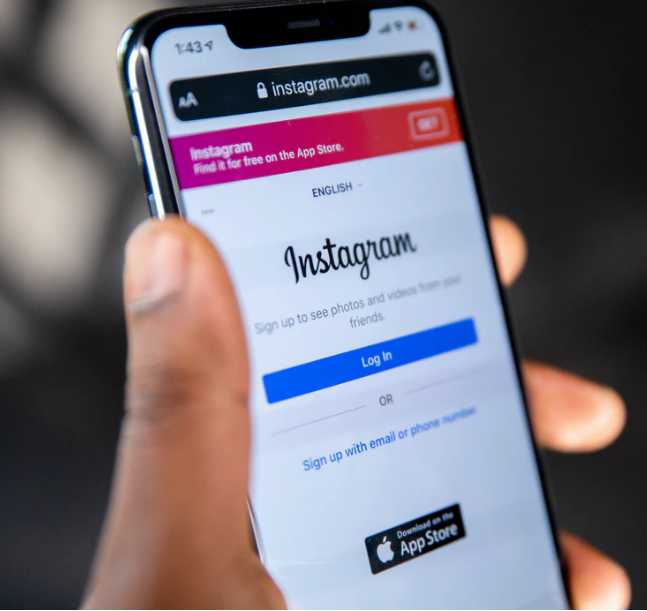 1:43
AA
instagram.com
Instagram
GET
Find it for free on the App Store.
ENGLISH
Instagram
Sign up to see photos and videos from your
friends.
Log In
OR
Sign up with email or phone number
Download on the
App Store